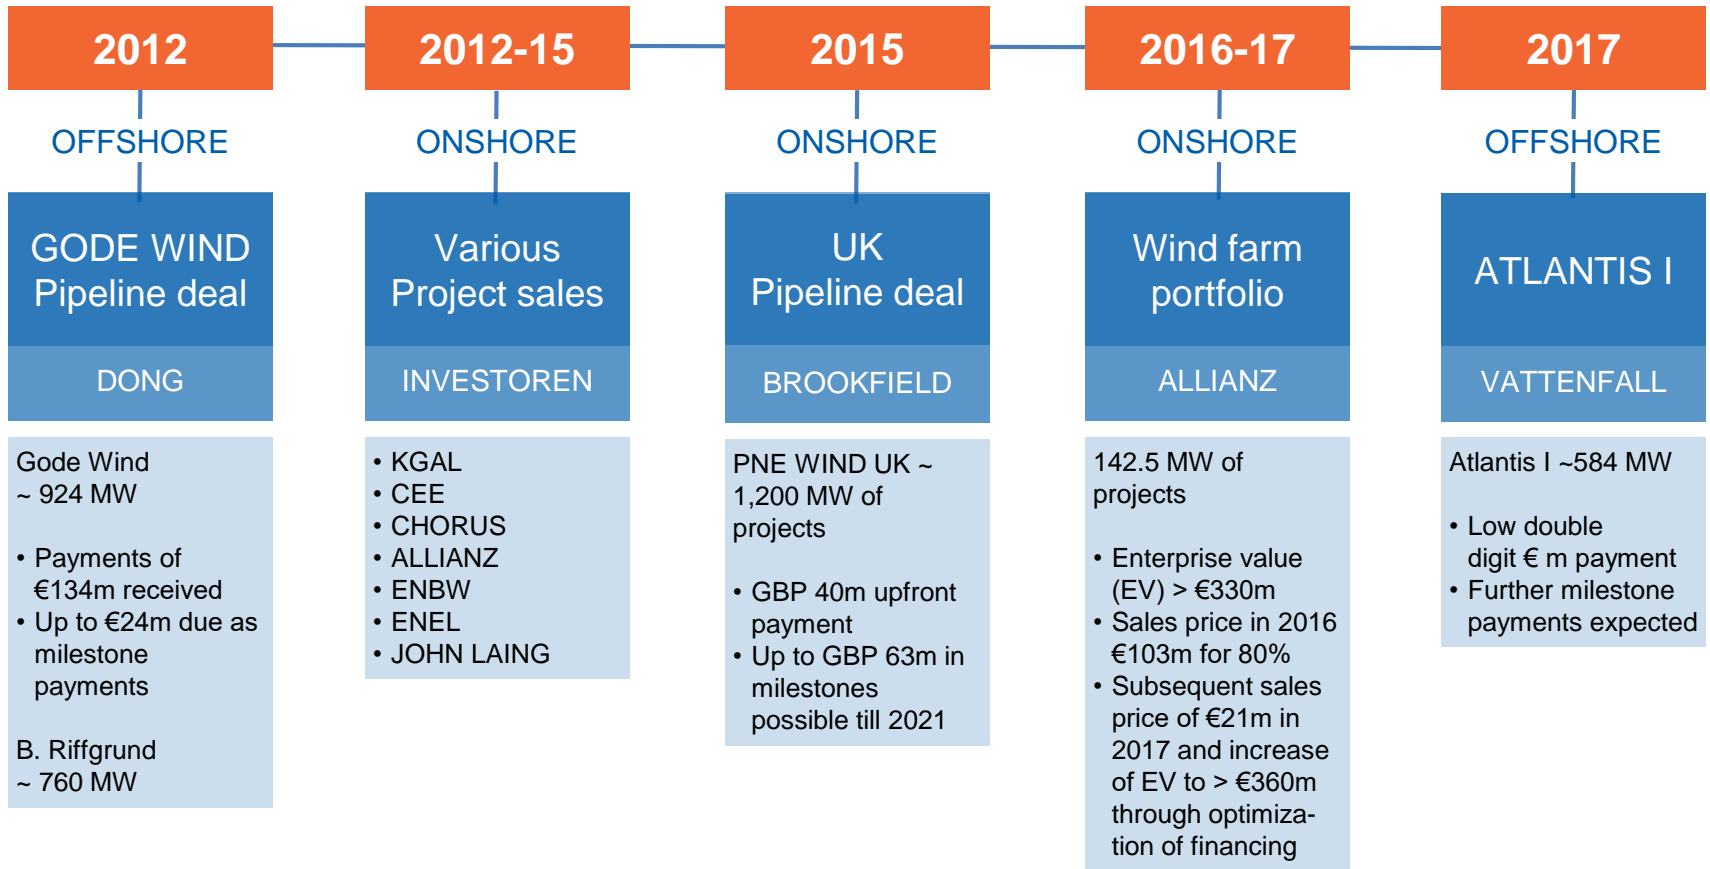 2012
OFFSHORE
GODE WIND
Pipeline deal
DONG
Gode Wind
~ 924 MW
• Payments of
€134m received
• Up to €24m due as
milestone
payments
B. Riffgrund
~ 760 MW
2012-15
ONSHORE
Various
Project sales
INVESTOREN
• KGAL
• CEE
• CHORUS
• ALLIANZ
• ENBW
• ENEL
• JOHN LAING
2015
ONSHORE
UK
Pipeline deal
BROOKFIELD
PNE WIND UK ~
1,200 MW of
projects
• GBP 40m upfront
payment
• Up to GBP 63m in
milestones
possible till 2021
2016-17
ONSHORE
Wind farm
portfolio
ALLIANZ
142.5 MW of
projects
• Enterprise value
(EV) > €330m
• Sales price in 2016
€103m for 80%
• Subsequent sales
price of €21m in
2017 and increase
of EV to > €360m
through optimiza-
tion of financing
2017
OFFSHORE
ATLANTIS I
VATTENFALL
Atlantis I ~584 MW
• Low double
digit € m payment
• Further milestone
payments expected